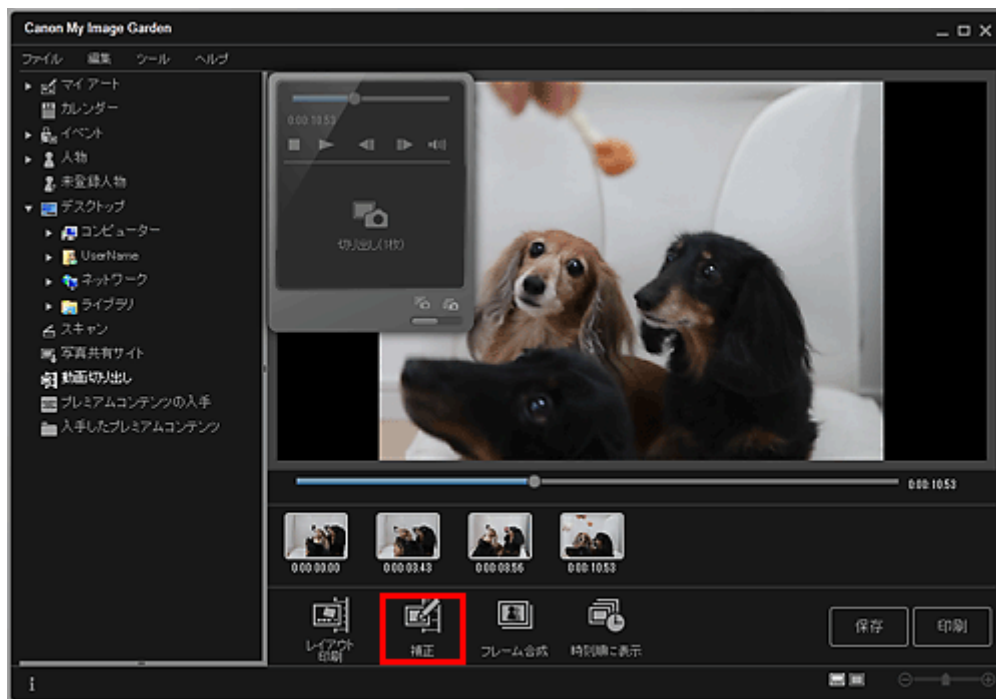 Canon My Image Garden
ファイル 編集 ツール ヘルプ
マイ アート
カレンダー
イベント
人物
未登録人物
デスクトップ
コンピューター
UserName
ネットワーク
ライブラリ
スキャン
写真共有サイト
動画切り出し
プレミアムコンテンツの入手
入手したプレミアムコンテンツ
0:00:10.53
切り出し(1枚)
0:00:10.53
0:00:00.00 0:00:03.43 0:00:08.56 0:00:10.53
レイアウト
印刷
補正 フレーム合成 時刻順に表示
保存 印刷